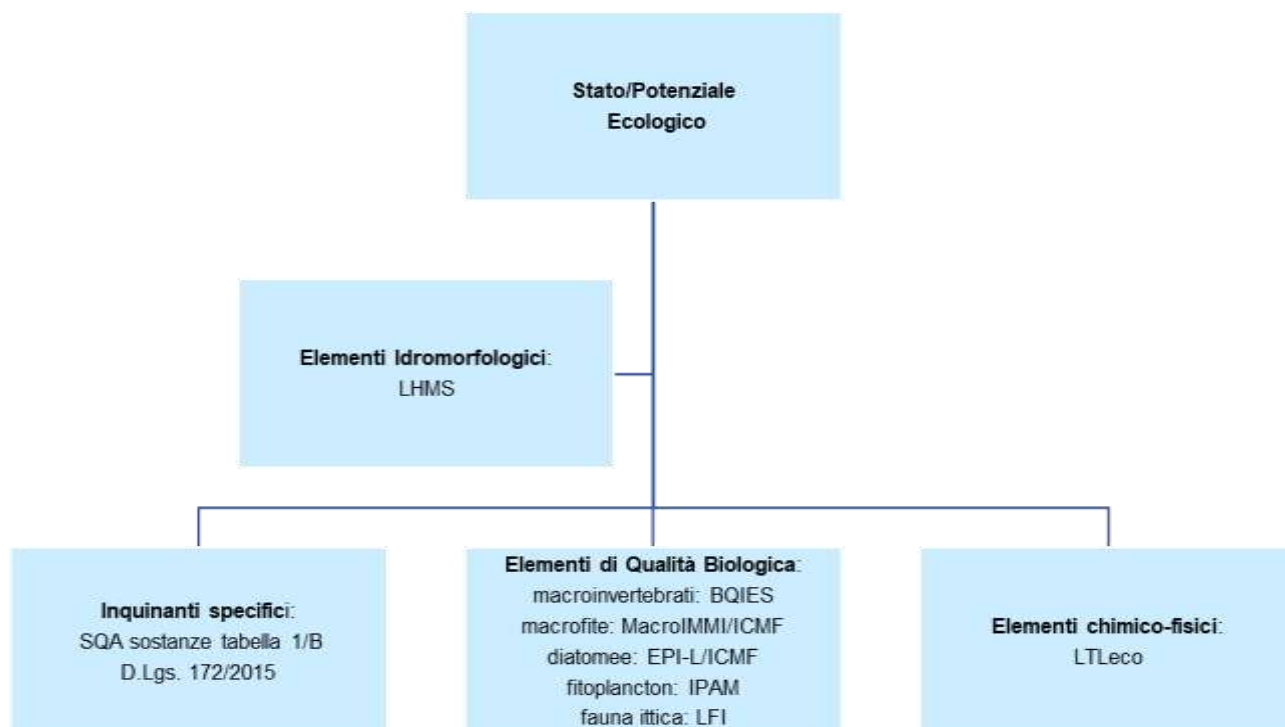 Stato/Potenziale
Ecologico
Elementi Idromorfologici:
LHMS
Inquinanti specifici:
SQA sostanze tabella 1/B
D.Lgs. 172/2015
Elementi di Qualità Biologica:
macroinvertebrati: BQIES
macrofite: MacroIMMI/ICMF
diatomee: EPI-L/ICMF
fitoplancton: IPAM
fauna ittica: LFI
Elementi chimico-fisici:
LTLeco